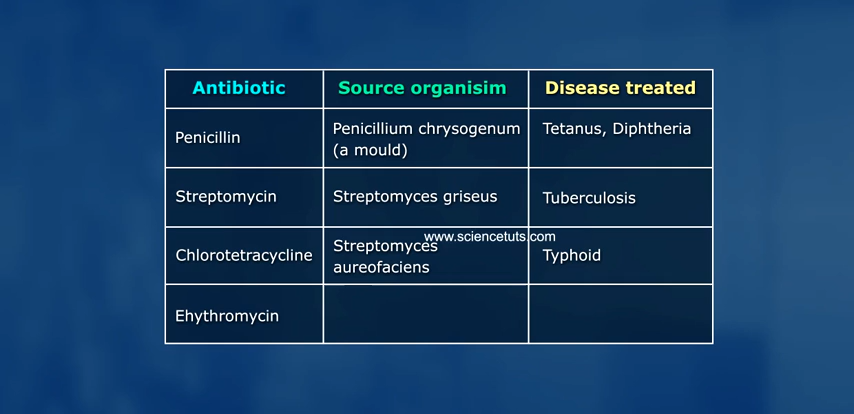 Antibiotic Source organisim Disease treated
Penicillin Penicillium chrysogenum Tetanus, Diphtheria
(a mould)
Streptomycin Streptomyces griseus Tuberculosis
www.sciencetuts.com
Chlorotetracycline Streptomyces Typhoid
aureofaciens
Ehythromycin